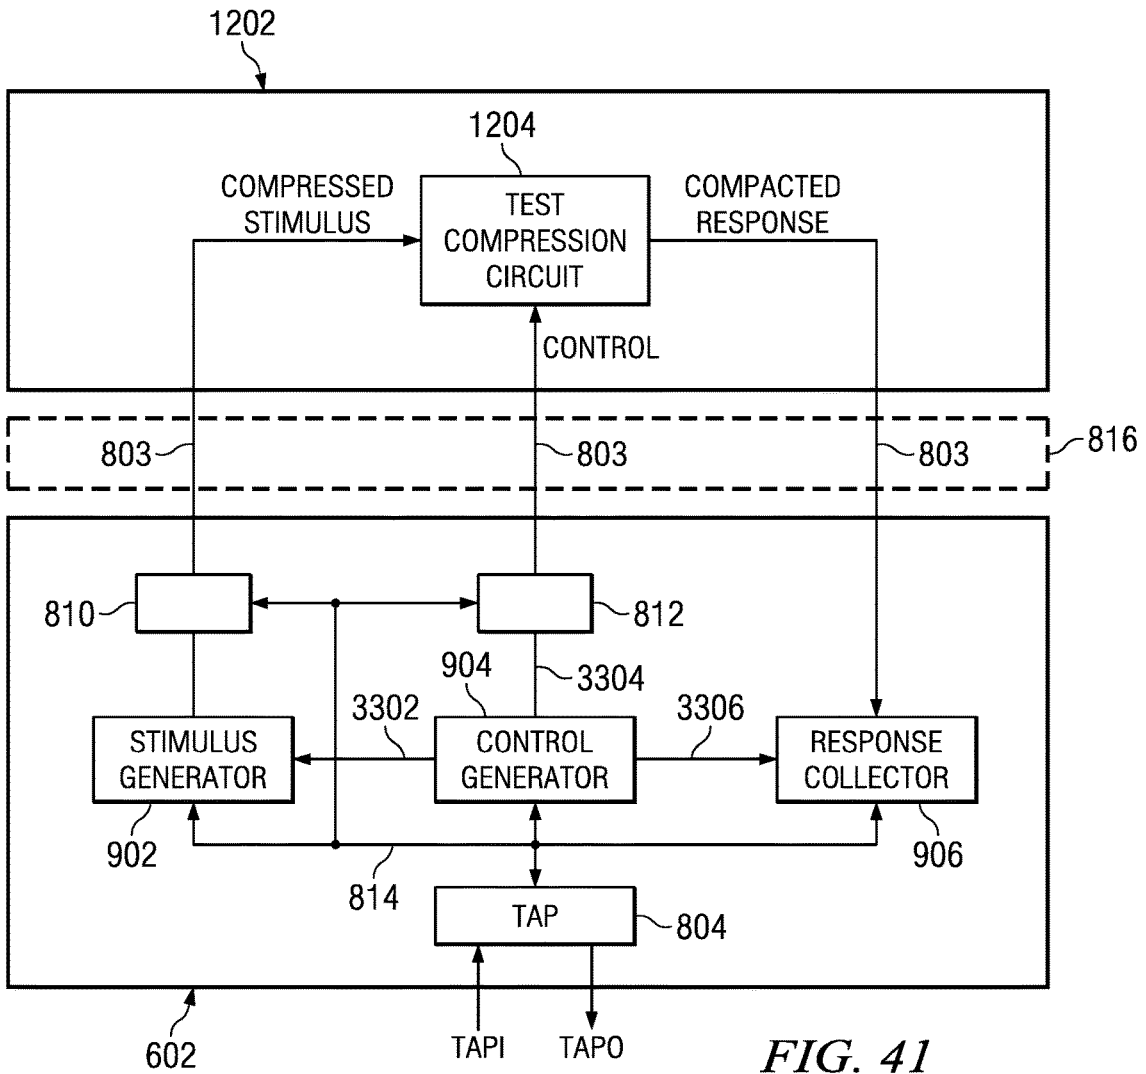 1202
1204
COMPRESSED
STIMULUS
TEST
COMPRESSION
CIRCUIT
COMPACTED
RESPONSE
CONTROL
803
803
803
816
810
812
904
3304
3302
3306
STIMULUS
GENERATOR
CONTROL
GENERATOR
RESPONSE
COLLECTOR
902
814
906
TAP
804
602
TAPI
TAPO
FIG. 41